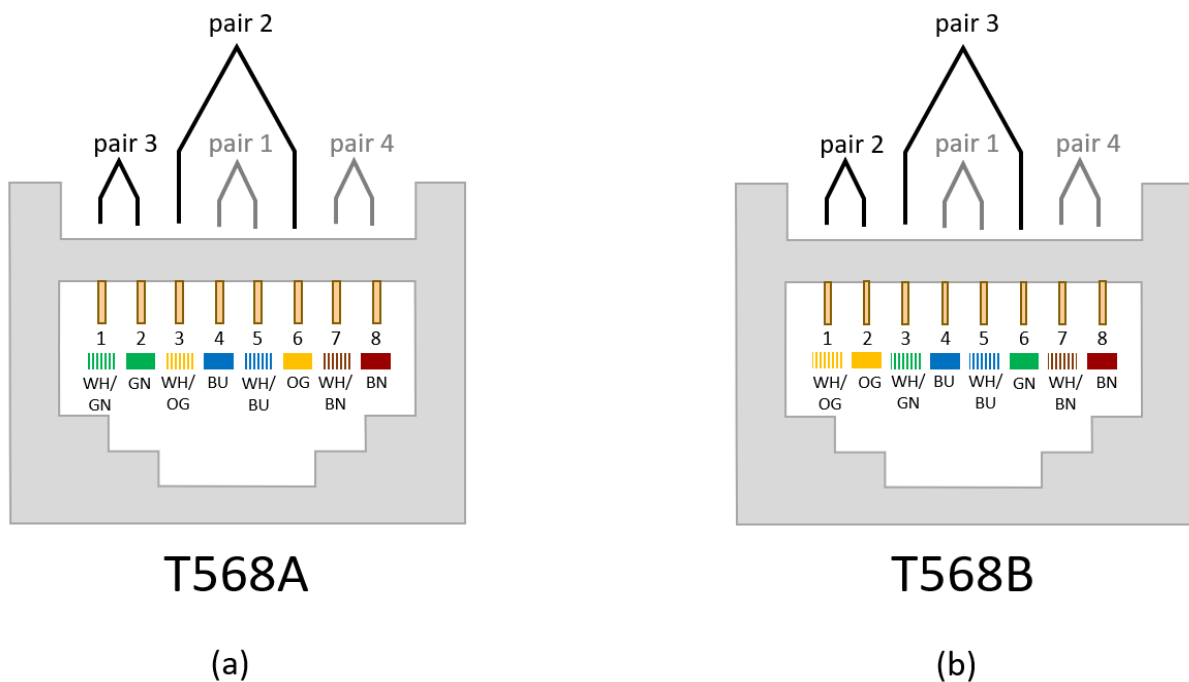 pair 2
pair 3
pair 1
pair 4
1 2 3 4 5 6 7 8
WH/ GN WH/ BU WH/ OG WH/ BN
GN OG BU BN
T568A
(a)
pair 3
pair 2
pair 1
pair 4
1 2 3 4 5 6 7 8
WH/ OG WH/ BU WH/ GN WH/ BN
OG GN BU BN
T568B
(b)